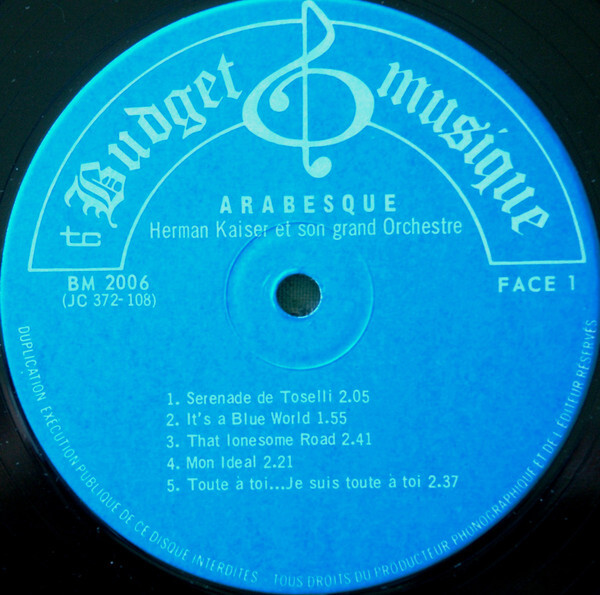 Budget musique
ARABESQUE
Herman Kaiser et son grand Orchestre
BM 2006
(JC 372-108)
FACE 1
1. Serenade de Toselli 2.05
2. It's a Blue World 1.55
3. That lonesome Road 2.41
4. Mon Ideal 2.21
5. Toute à toi...Je suis toute à toi 2.37
DUPLICATION EXÉCUTION PUBLIQUE DE CE DISQUE INTERDITES - TOUS DROITS DU PRODUCTEUR PHONOGRAPHIQUE ET DE L'ÉDITEUR RÉSERVÉS